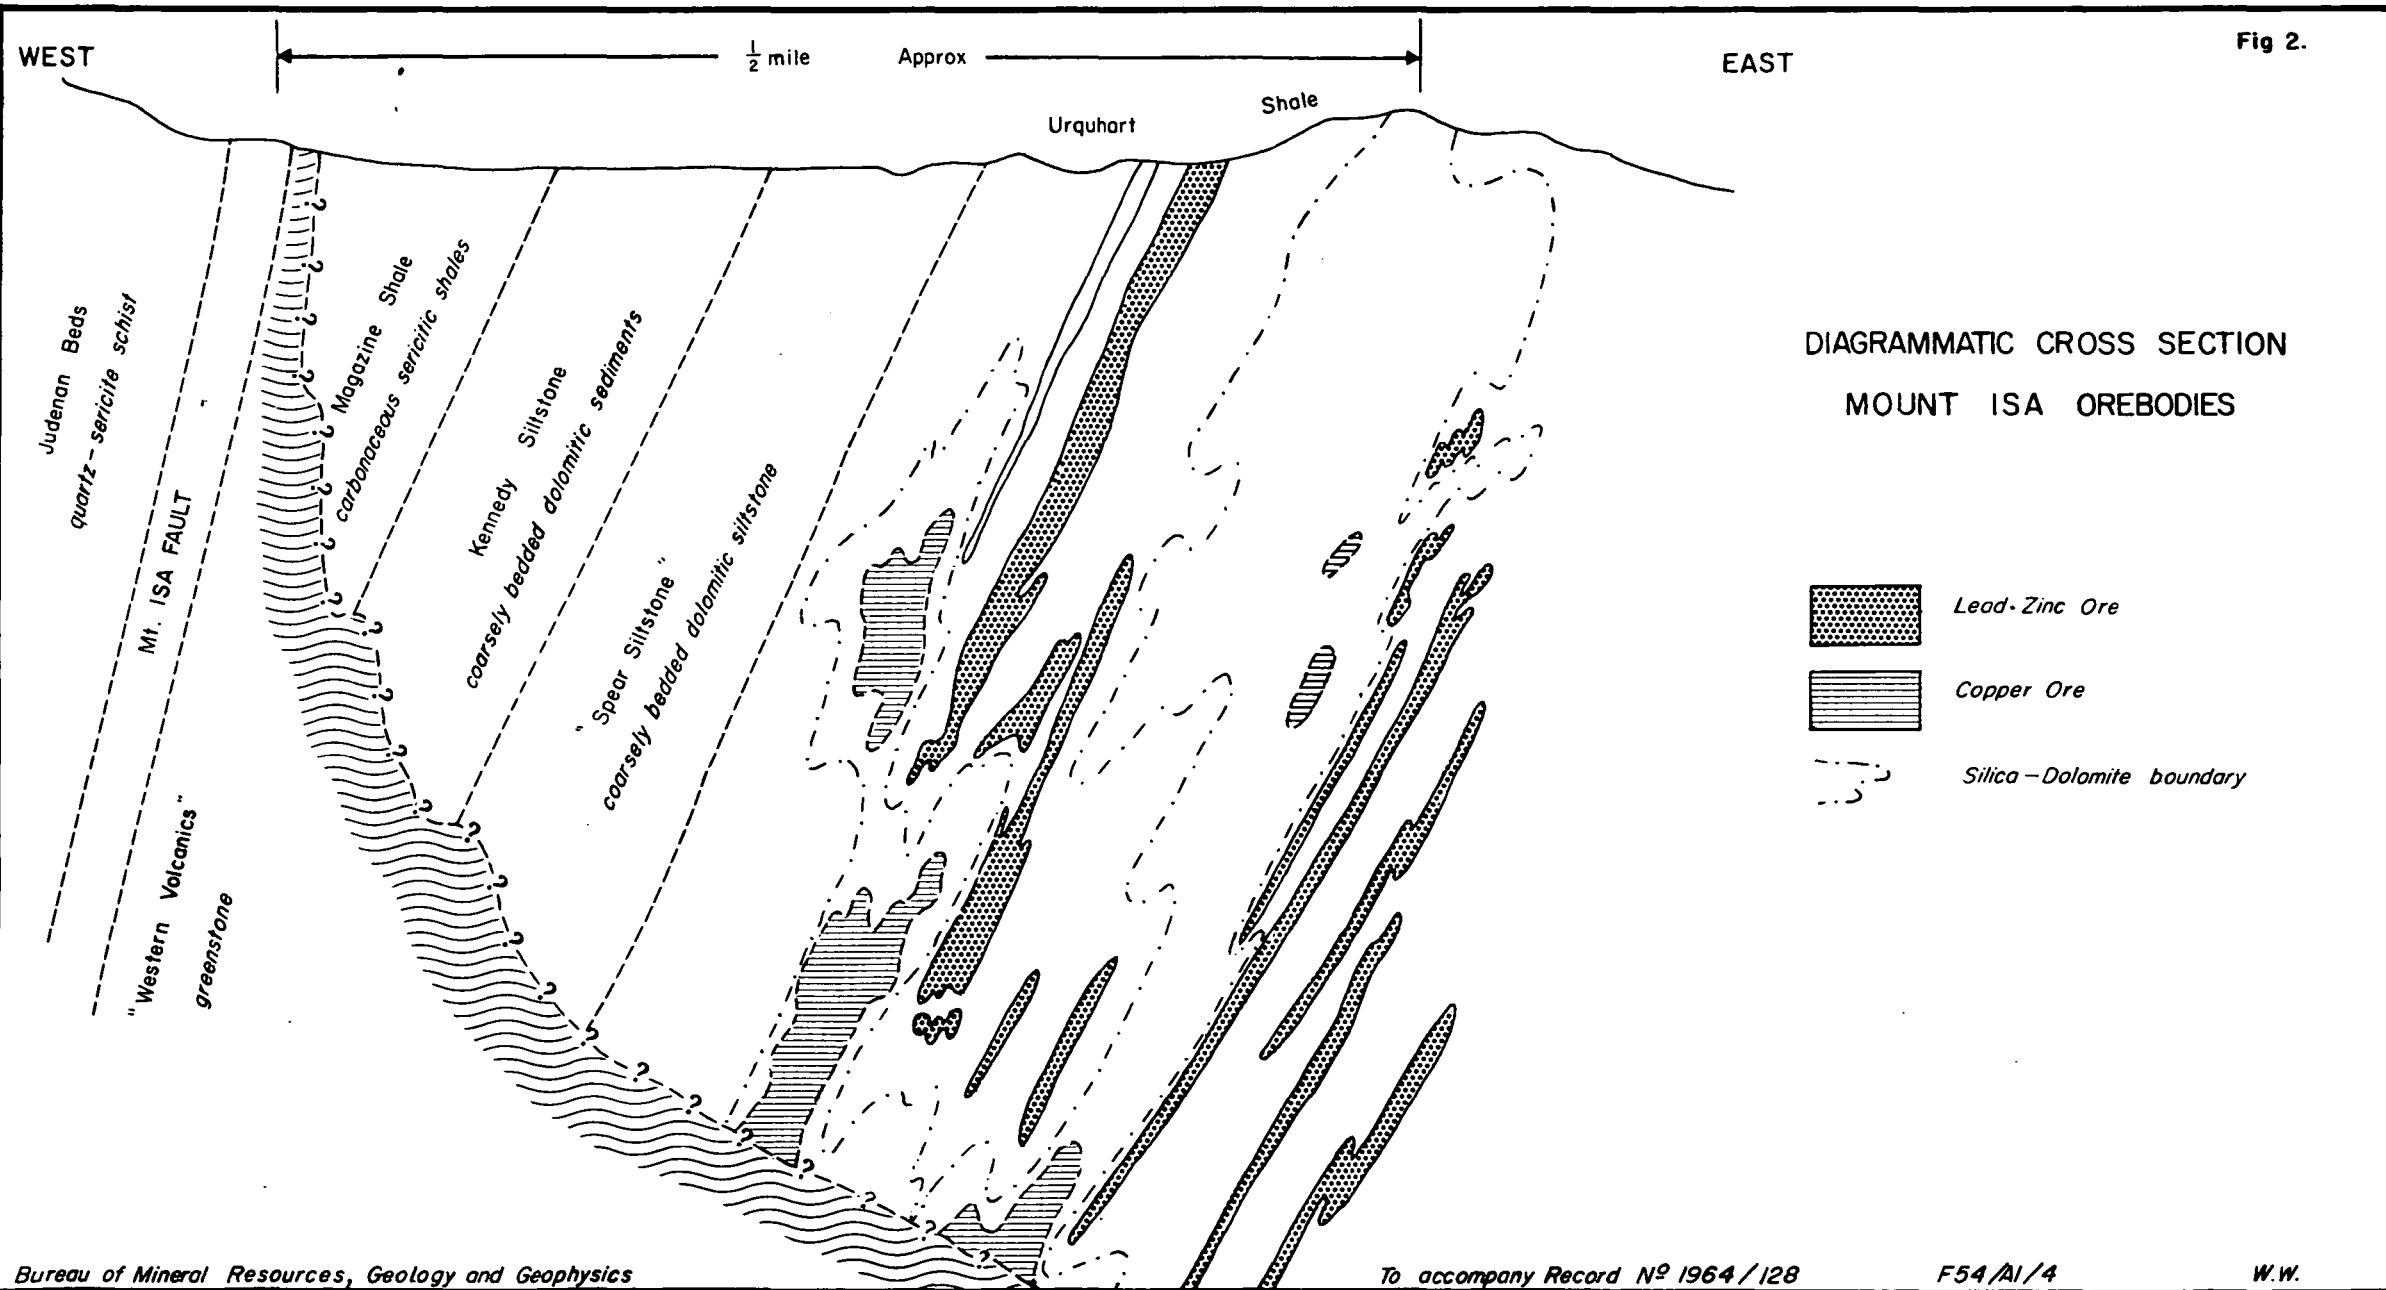 Fig 2.
WEST
½ mile Approx
EAST
Shale
Urquhart
DIAGRAMMATIC CROSS SECTION
MOUNT ISA OREBODIES
Judenan Beds
quartz-sericite schist
Mt. ISA FAULT
"Western Volcanics"
greenstone
Magazine Shale
carbonaceous sericitic shales
Kennedy Siltstone
coarsely bedded dolomitic sediments
"Spear Siltstone"
coarsely bedded dolomitic siltstone
? ? ? ? ? ? ? ? ? ? ? ? ? ? ? ? ? ? ? ? ? ? ?
Lead-Zinc Ore
Copper Ore
Silica-Dolomite boundary
Bureau of Mineral Resources, Geology and Geophysics
To accompany Record Nº 1964/128
F54/A1/4
W.W.